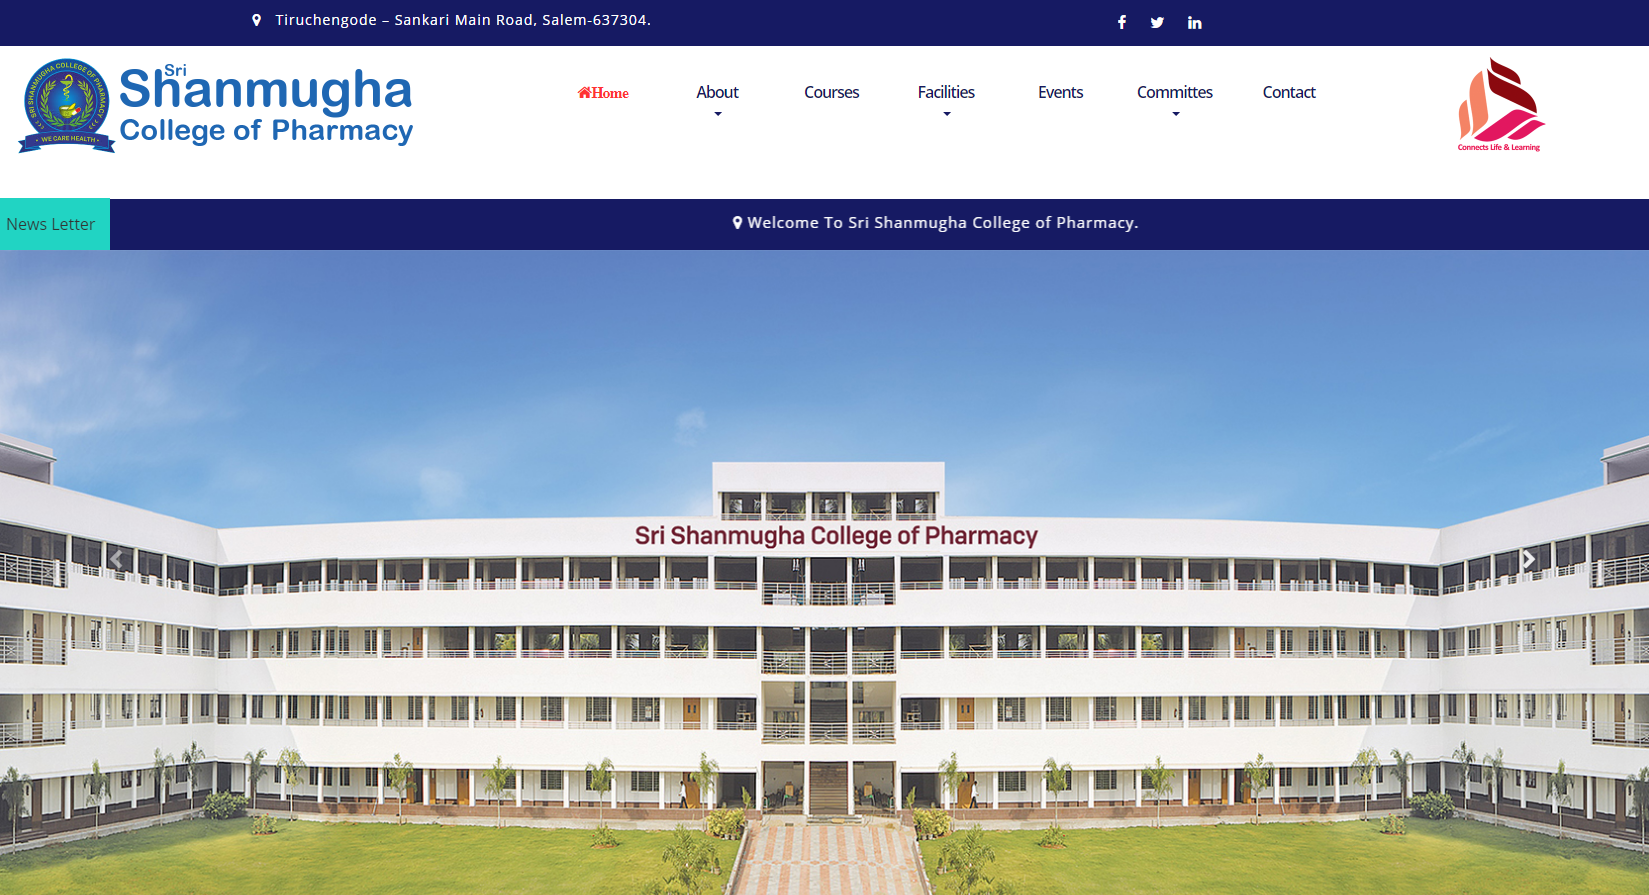 Tiruchengode – Sankari Main Road, Salem-637304.
SRI SHANMUGHA COLLEGE OF PHARMACY
WE CARE HEALTH
Sri
Shanmugha
College of Pharmacy
Home
About
Courses
Facilities
Events
Committes
Contact
Connects Life & Learning
News Letter
Welcome To Sri Shanmugha College of Pharmacy.
Sri Shanmugha College of Pharmacy